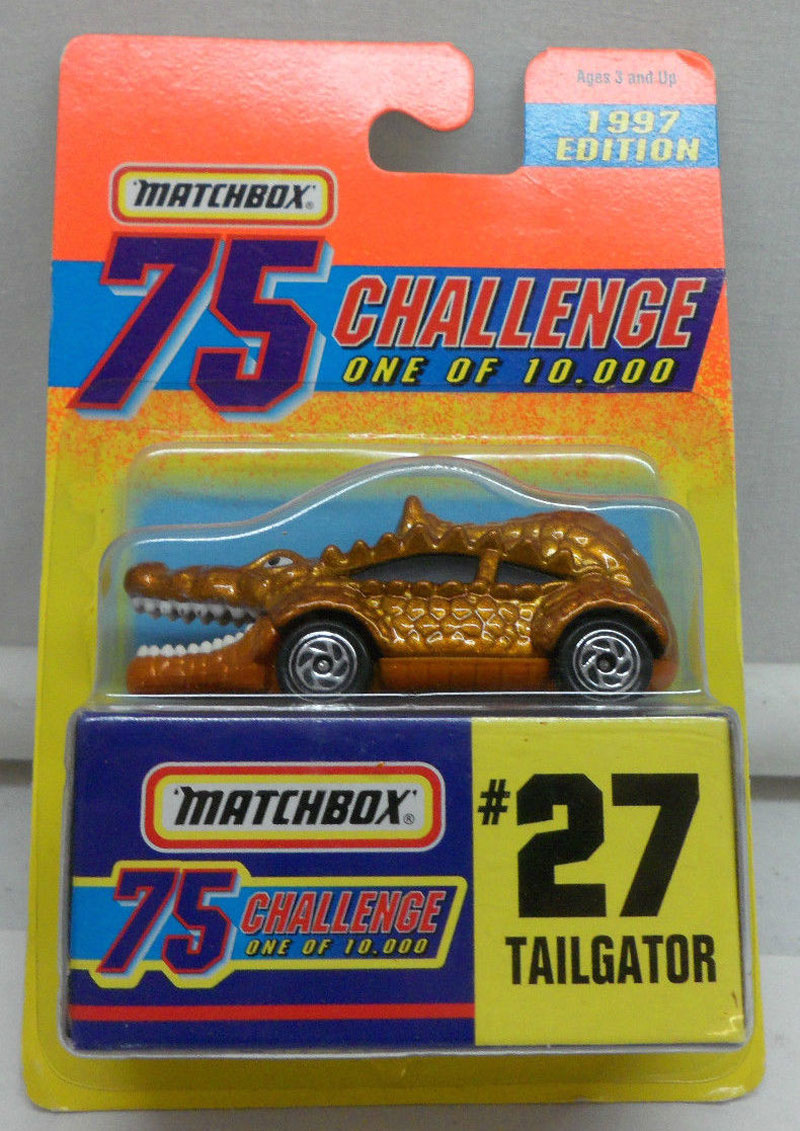 Ages 3 and Up
1997
EDITION
MATCHBOX®
75 CHALLENGE
ONE OF 10.000
MATCHBOX®
75 CHALLENGE
ONE OF 10,000
#27
TAILGATOR